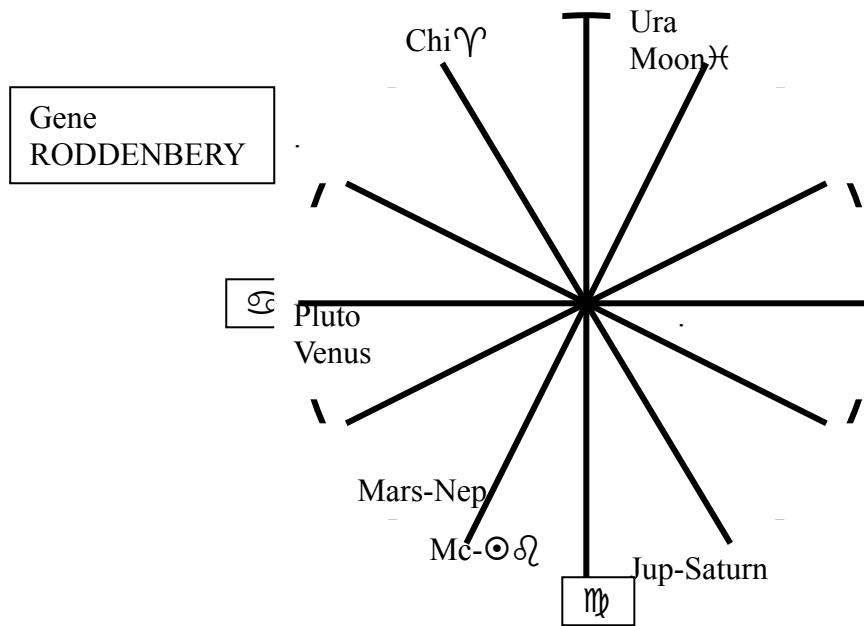 Ura
Chi♈
Moon♓
Gene
RODDENBERY
♋
Pluto
Venus
Mars-Nep
Mc-☉♌
Jup-Saturn
♍